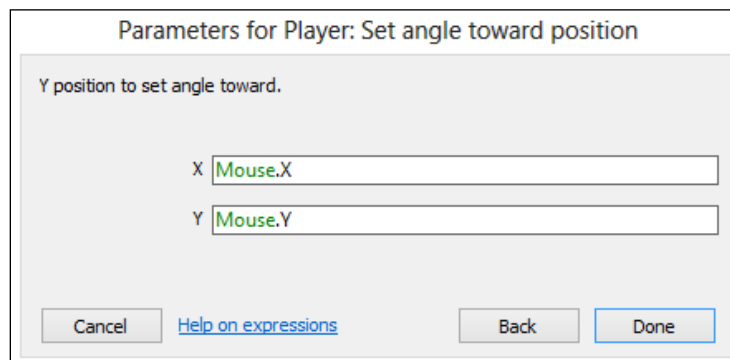 Parameters for Player: Set angle toward position
Y position to set angle toward.
X Mouse.X
Y Mouse.Y
Cancel Help on expressions Back Done